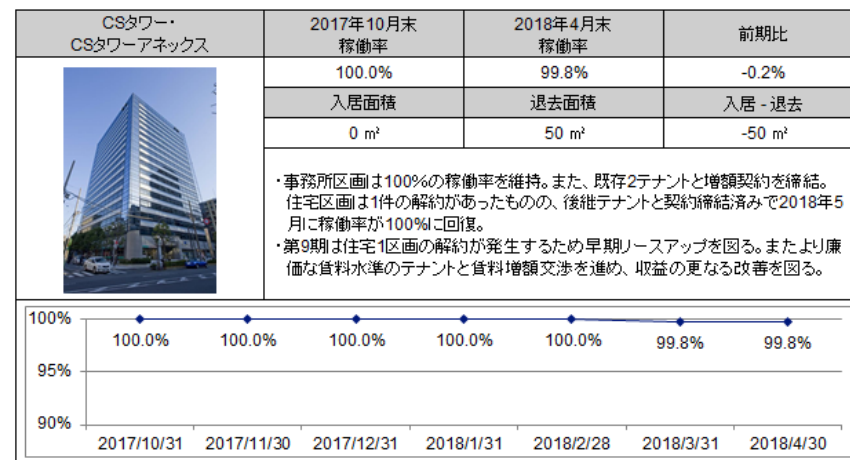 CSタワー・
CSタワーアネックス
2017年10月末
稼働率
2018年4月末
稼働率
前期比
100.0%
99.8%
-0.2%
入居面積
退去面積
入居 - 退去
0 ㎡
50 ㎡
-50 ㎡
・事務所区画は100%の稼働率を維持。また、既存2テナントと増額契約を締結。
住宅区画は1件の解約があったものの、後継テナントと契約締結済みで2018年5
月に稼働率が100%に回復。
・第9期は住宅1区画の解約が発生するため早期リースアップを図る。またより廉
価な賃料水準のテナントと賃料増額交渉を進め、収益の更なる改善を図る。
100%
95%
90%
100.0%
100.0%
100.0%
100.0%
100.0%
99.8%
99.8%
2017/10/31
2017/11/30
2017/12/31
2018/1/31
2018/2/28
2018/3/31
2018/4/30